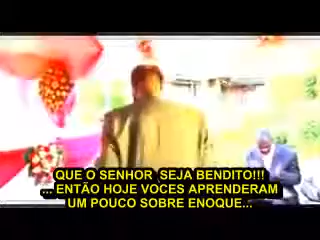 QUE O SENHOR SEJA BENDITO!!!
... ENTÃO HOJE VOCES APRENDERAM
UM POUCO SOBRE ENOQUE...